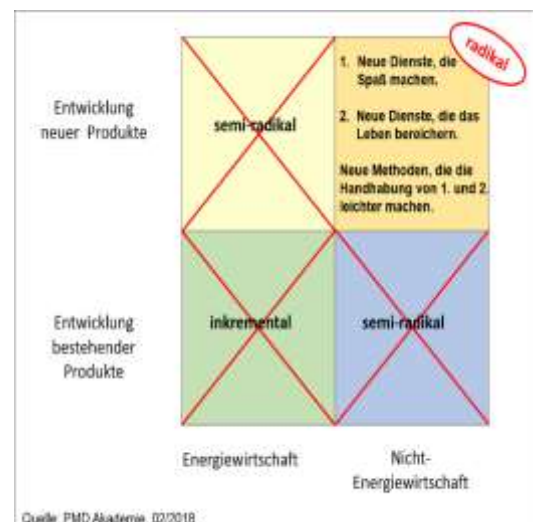 radikal
1. Neue Dienste, die
Spaß machen.
2. Neue Dienste, die das
Leben bereichern.
Neue Methoden, die die
Handhabung von 1. und 2.
leichter machen.
Entwicklung
neuer Produkte
semi-radikal
Entwicklung
bestehender
Produkte
inkremental
semi-radikal
Energiewirtschaft
Nicht-
Energiewirtschaft
Quelle: PMD Akademie, 02/2018